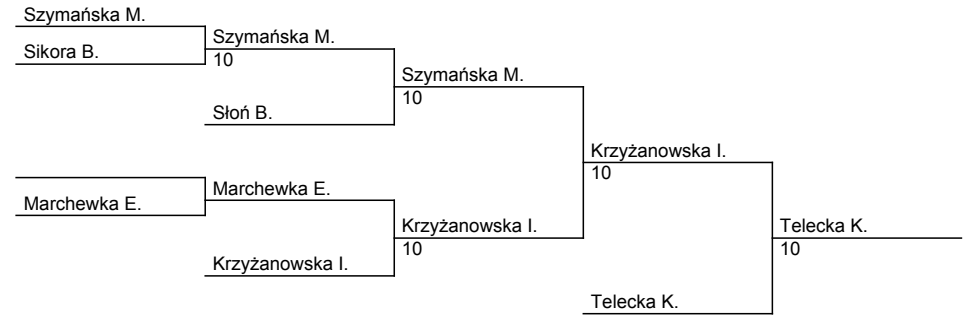 Szymańska M.
Sikora B.
Szymańska M.
10
Słoń B.
Szymańska M.
10
Marchewka E.
Marchewka E.
Krzyżanowska I.
Krzyżanowska I.
10
Krzyżanowska I.
10
Telecka K.
Telecka K.
10